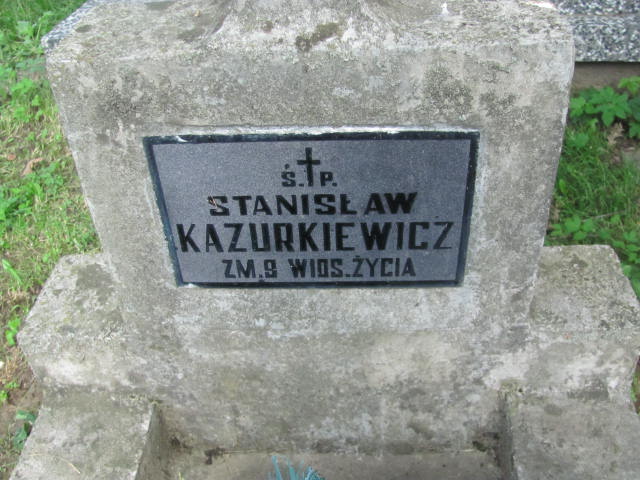 Ś.P.
STANISŁAW
KAZURKIEWICZ
ZM.9 WIOS.ŻYCIA